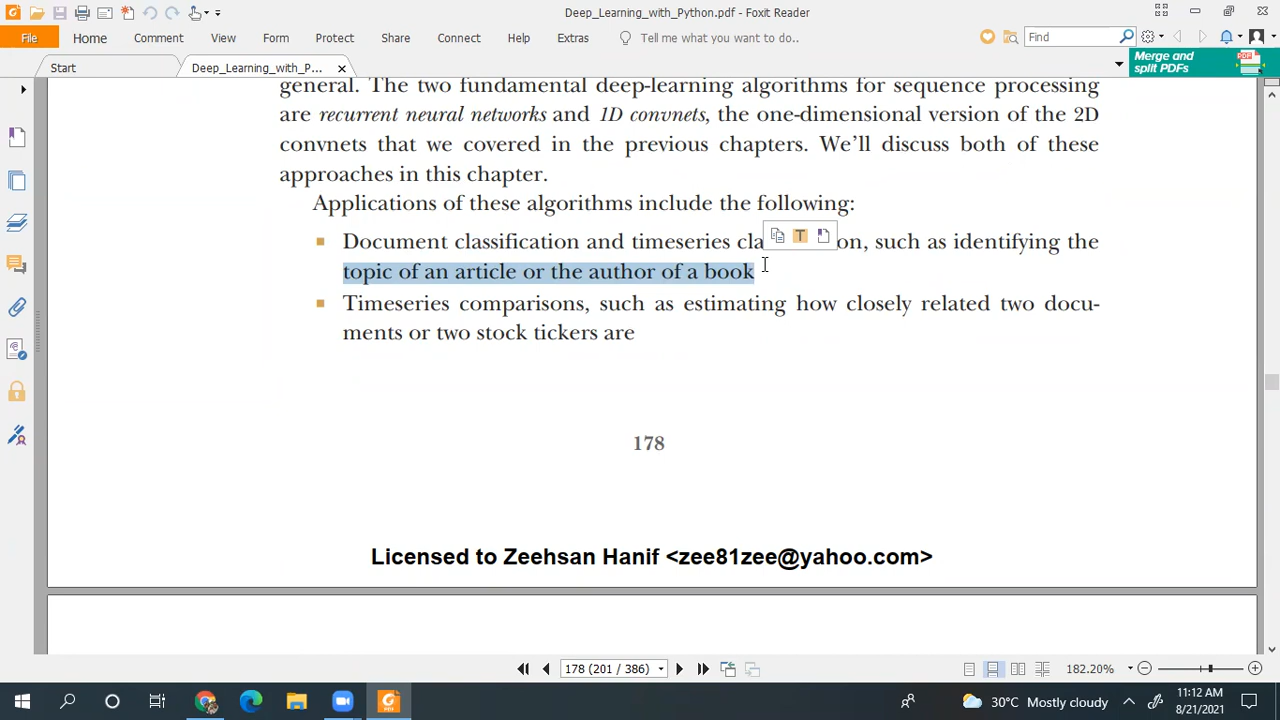 Deep_Learning_with_Python.pdf - Foxit Reader
File Home Comment View Form Protect Share Connect Help Extras Tell me what you want to do... Find
Start Deep_Learning_with_P... Merge and
split PDFs
general. The two fundamental deep-learning algorithms for sequence processing
are recurrent neural networks and 1D convnets, the one-dimensional version of the 2D
convnets that we covered in the previous chapters. We'll discuss both of these
approaches in this chapter.
Applications of these algorithms include the following:
Document classification and timeseries cla on, such as identifying the
topic of an article or the author of a book
Timeseries comparisons, such as estimating how closely related two docu-
ments or two stock tickers are
178
Licensed to Zeehsan Hanif <zee81zee@yahoo.com>
178 (201 / 386) 182.20%
30°C Mostly cloudy 11:12 AM
8/21/2021